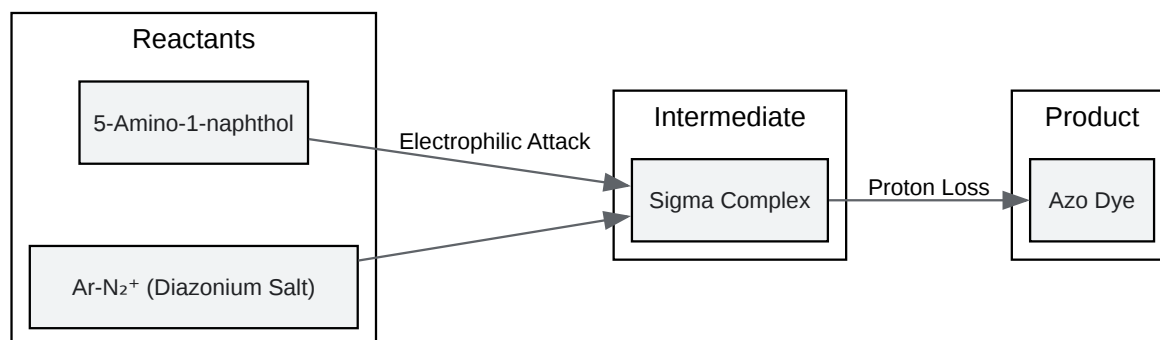 Reactants
5-Amino-1-naphthol
Ar-N₂⁺ (Diazonium Salt)
Electrophilic Attack
Intermediate
Sigma Complex
Proton Loss
Product
Azo Dye